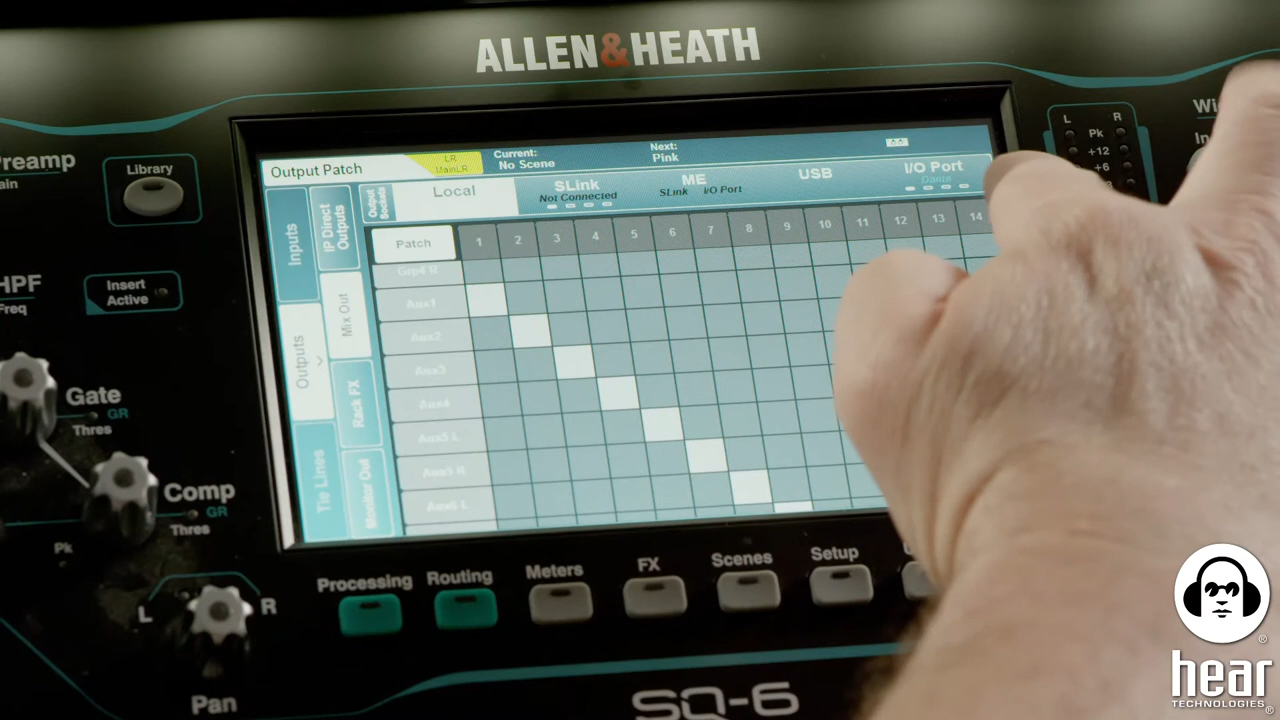 ALLEN&HEATH
Preamp
ain
Library
HPF
Freq
Insert
Active
Gate
GR
Thres
Comp
GR
Thres
Pk
L
R
Pan
Output Patch
LR
MainLR
Current:
No Scene
Next:
Pink
Inputs
Outputs
Tie Lines
IP Direct
Outputs
Mix Out
Rack FX
Monitor Out
Output
Sockets
Local
SLink
Not Connected
ME
SLink I/O Port
USB
I/O Port
Dante
Patch 1 2 3 4 5 6 7 8 9 10 11 12 13 14
Grp4 R
Aux1
Aux2
Aux3
Aux4
Aux5 L
Aux5 R
Aux6 L
L R
Pk
+12
+6
Processing
Routing
Meters
FX
Scenes
Setup
SQ-6
hear
TECHNOLOGIES